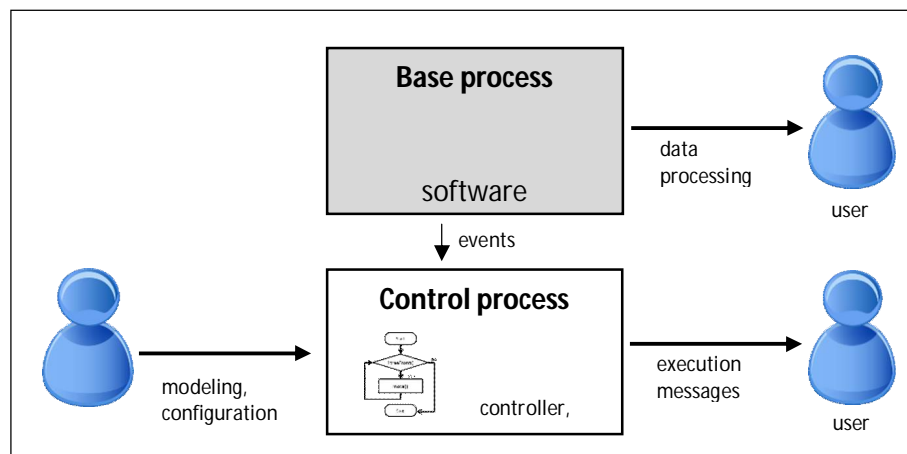 Base process
software
data
processing
user
events
Control process
controller,
modeling,
configuration
execution
messages
user